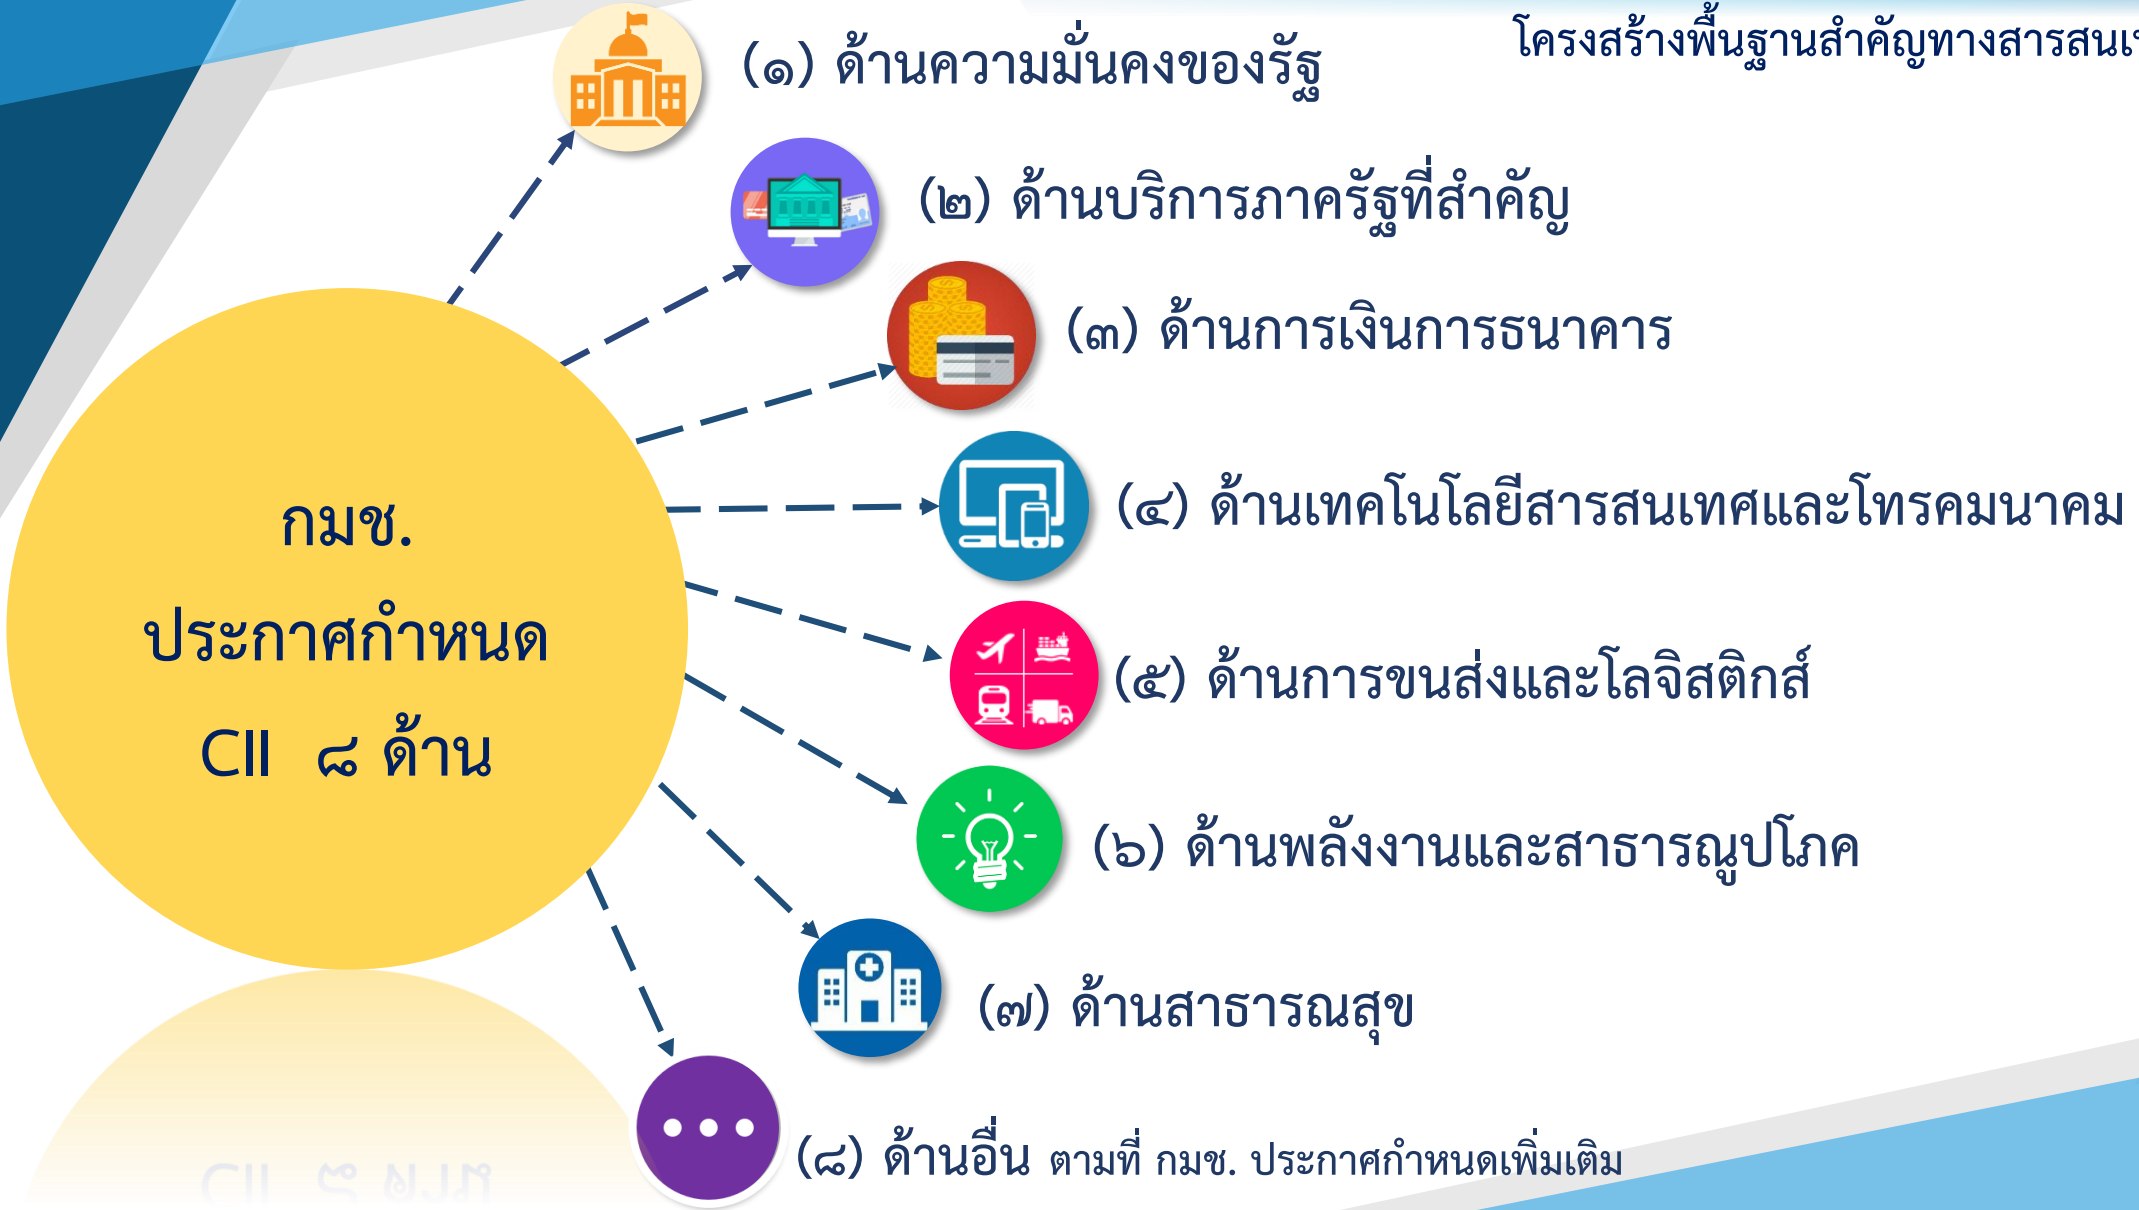 โครงสร้างพื้นฐานสำคัญทางสารสนเ
(๑) ด้านความมั่นคงของรัฐ
(๒) ด้านบริการภาครัฐที่สำคัญ
(๓) ด้านการเงินการธนาคาร
(๔) ด้านเทคโนโลยีสารสนเทศและโทรคมนาคม
(๕) ด้านการขนส่งและโลจิสติกส์
(๖) ด้านพลังงานและสาธารณูปโภค
(๗) ด้านสาธารณสุข
(๘) ด้านอื่น ตามที่ กมช. ประกาศกำหนดเพิ่มเติม
กมช.
ประกาศกำหนด
CII ๘ ด้าน